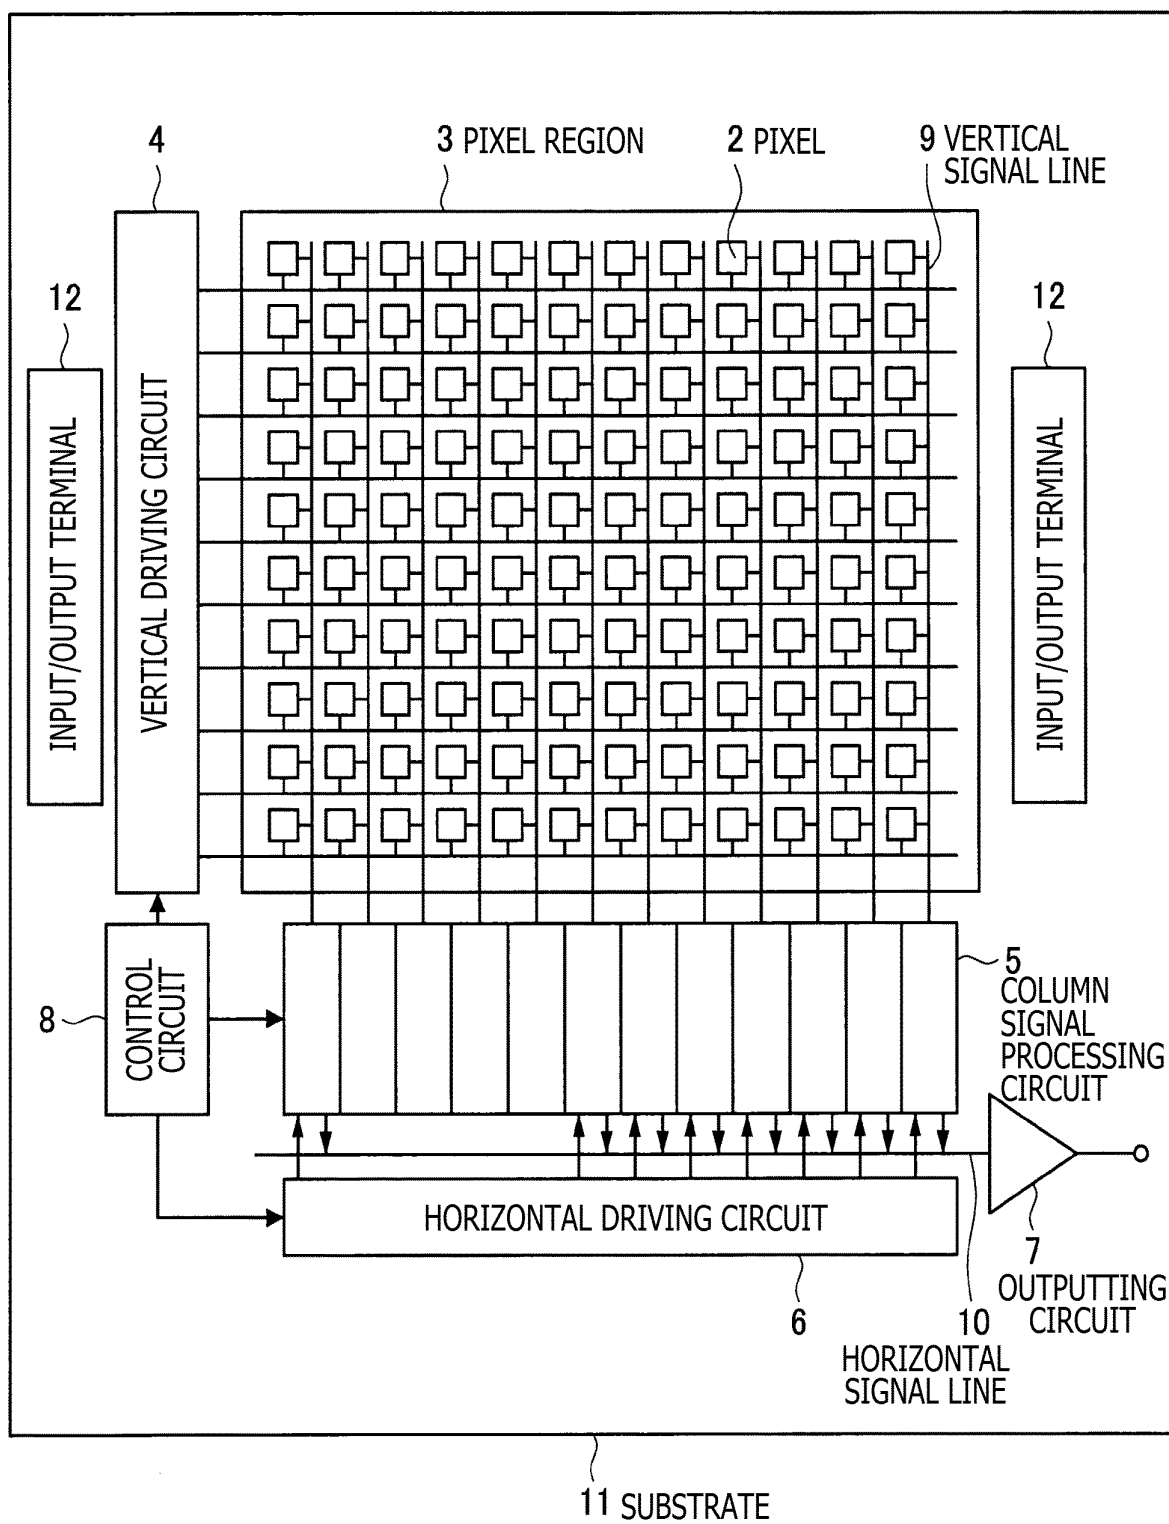 4
3 PIXEL REGION
2 PIXEL
9 VERTICAL
SIGNAL LINE
12
12
INPUT/OUTPUT TERMINAL
VERTICAL DRIVING CIRCUIT
INPUT/OUTPUT TERMINAL
8
CONTROL
CIRCUIT
5
COLUMN
SIGNAL
PROCESSING
CIRCUIT
HORIZONTAL DRIVING CIRCUIT
7
OUTPUTTING
CIRCUIT
6
10
HORIZONTAL
SIGNAL LINE
11 SUBSTRATE